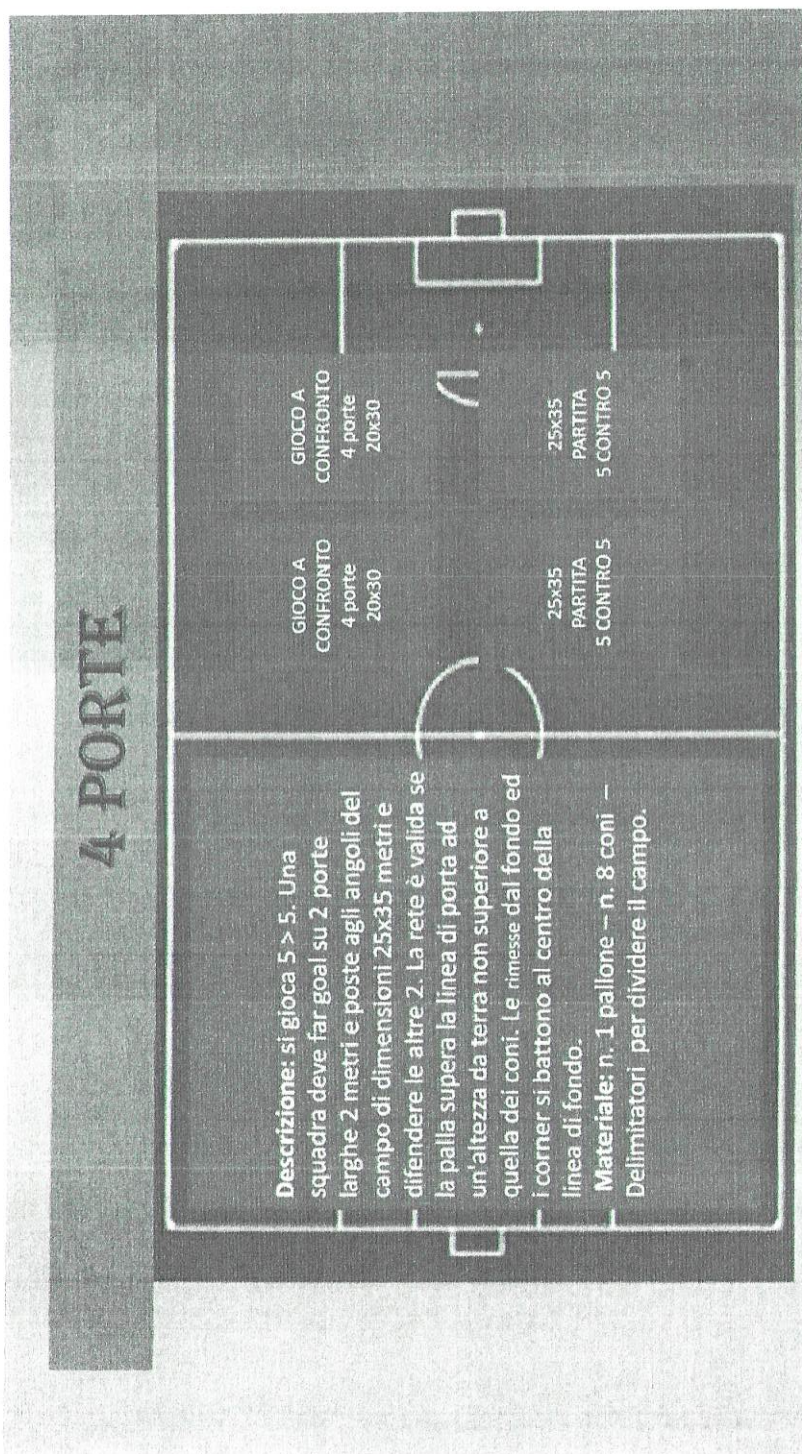 4 PORTE
Descrizione: si gioca 5 > 5. Una
squadra deve far goal su 2 porte
larghe 2 metri e poste agli angoli del
campo di dimensioni 25x35 metri e
difendere le altre 2. La rete è valida se
la palla supera la linea di porta ad
un'altezza da terra non superiore a
quella dei coni. Le rimesse dal fondo ed
i corner si battono al centro della
linea di fondo.
Materiale: n. 1 pallone – n. 8 coni –
Delimitatori per dividere il campo.
GIOCO A
CONFRONTO
4 porte
20x30
GIOCO A
CONFRONTO
4 porte
20x30
25x35
PARTITA
5 CONTRO 5
25x35
PARTITA
5 CONTRO 5